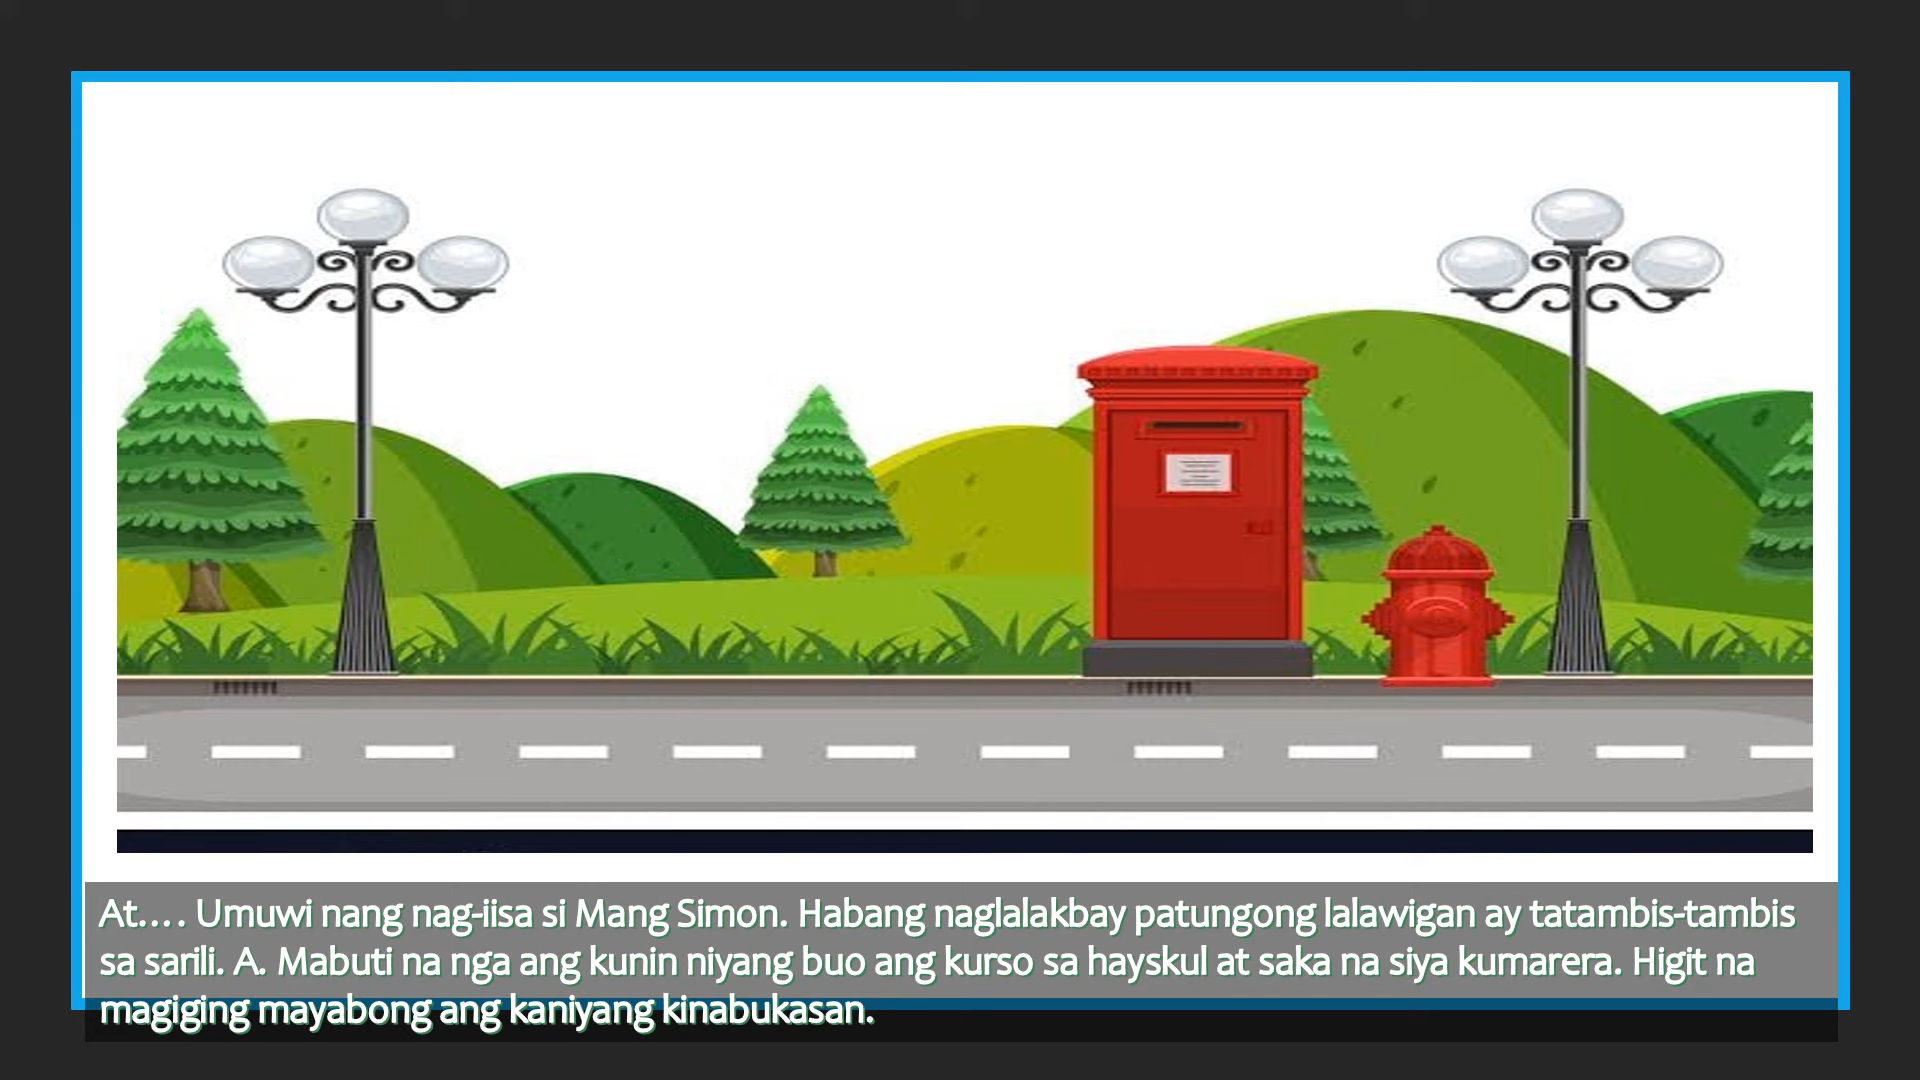 At…. Umuwi nang nag-iisa si Mang Simon. Habang naglalakbay patungong lalawigan ay tatambis-tambis
sa sarili. A. Mabuti na nga ang kunin niyang buo ang kurso sa hayskul at saka na siya kumarera. Higit na
magiging mayabong ang kaniyang kinabukasan.